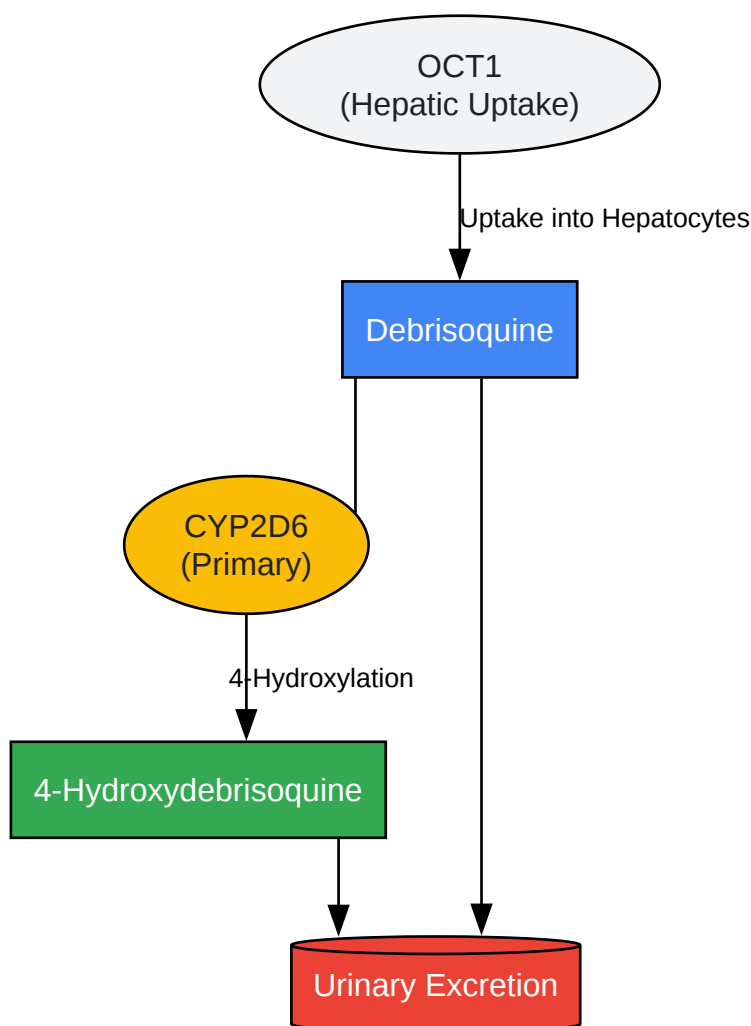 OCT1
(Hepatic Uptake)
Uptake into Hepatocytes
Debrisoquine
CYP2D6
(Primary)
4-Hydroxylation
4-Hydroxydebrisoquine
Urinary Excretion